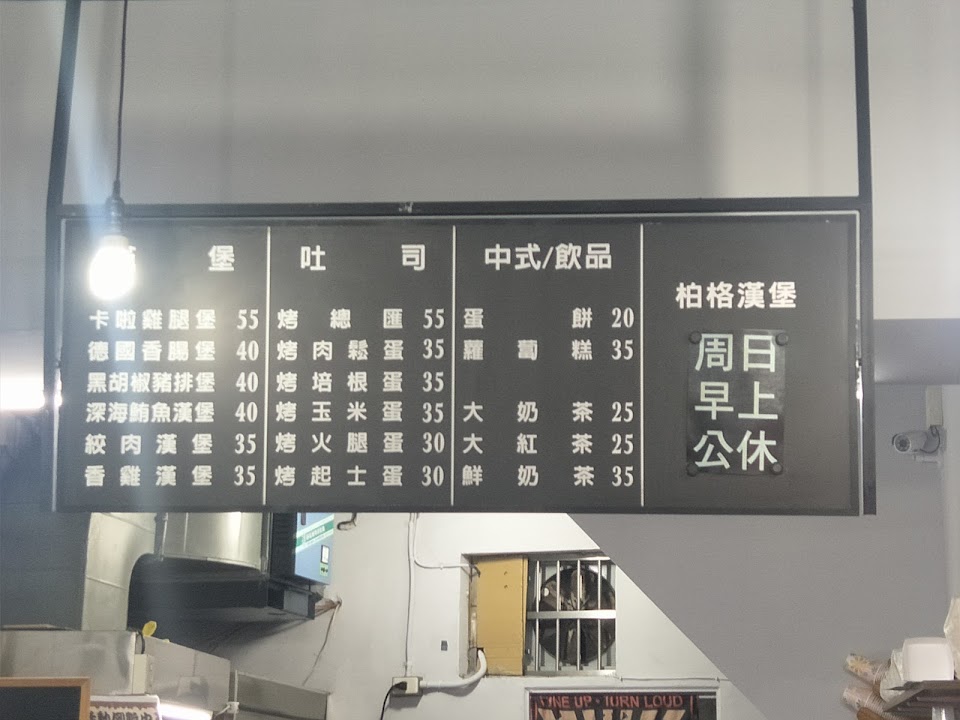 堡
卡啦雞腿堡 55
德國香腸堡 40
黑胡椒豬排堡 40
深海鮪魚漢堡 40
絞肉漢堡 35
香雞漢堡 35
吐司
烤總匯 55
烤肉鬆蛋 35
烤培根蛋 35
烤玉米蛋 35
烤火腿蛋 30
烤起士蛋 30
中式/飲品
蛋餅 20
蘿蔔糕 35
大奶茶 25
大紅茶 25
鮮奶茶 35
柏格漢堡
周日
早上
公休
TURN LOUD